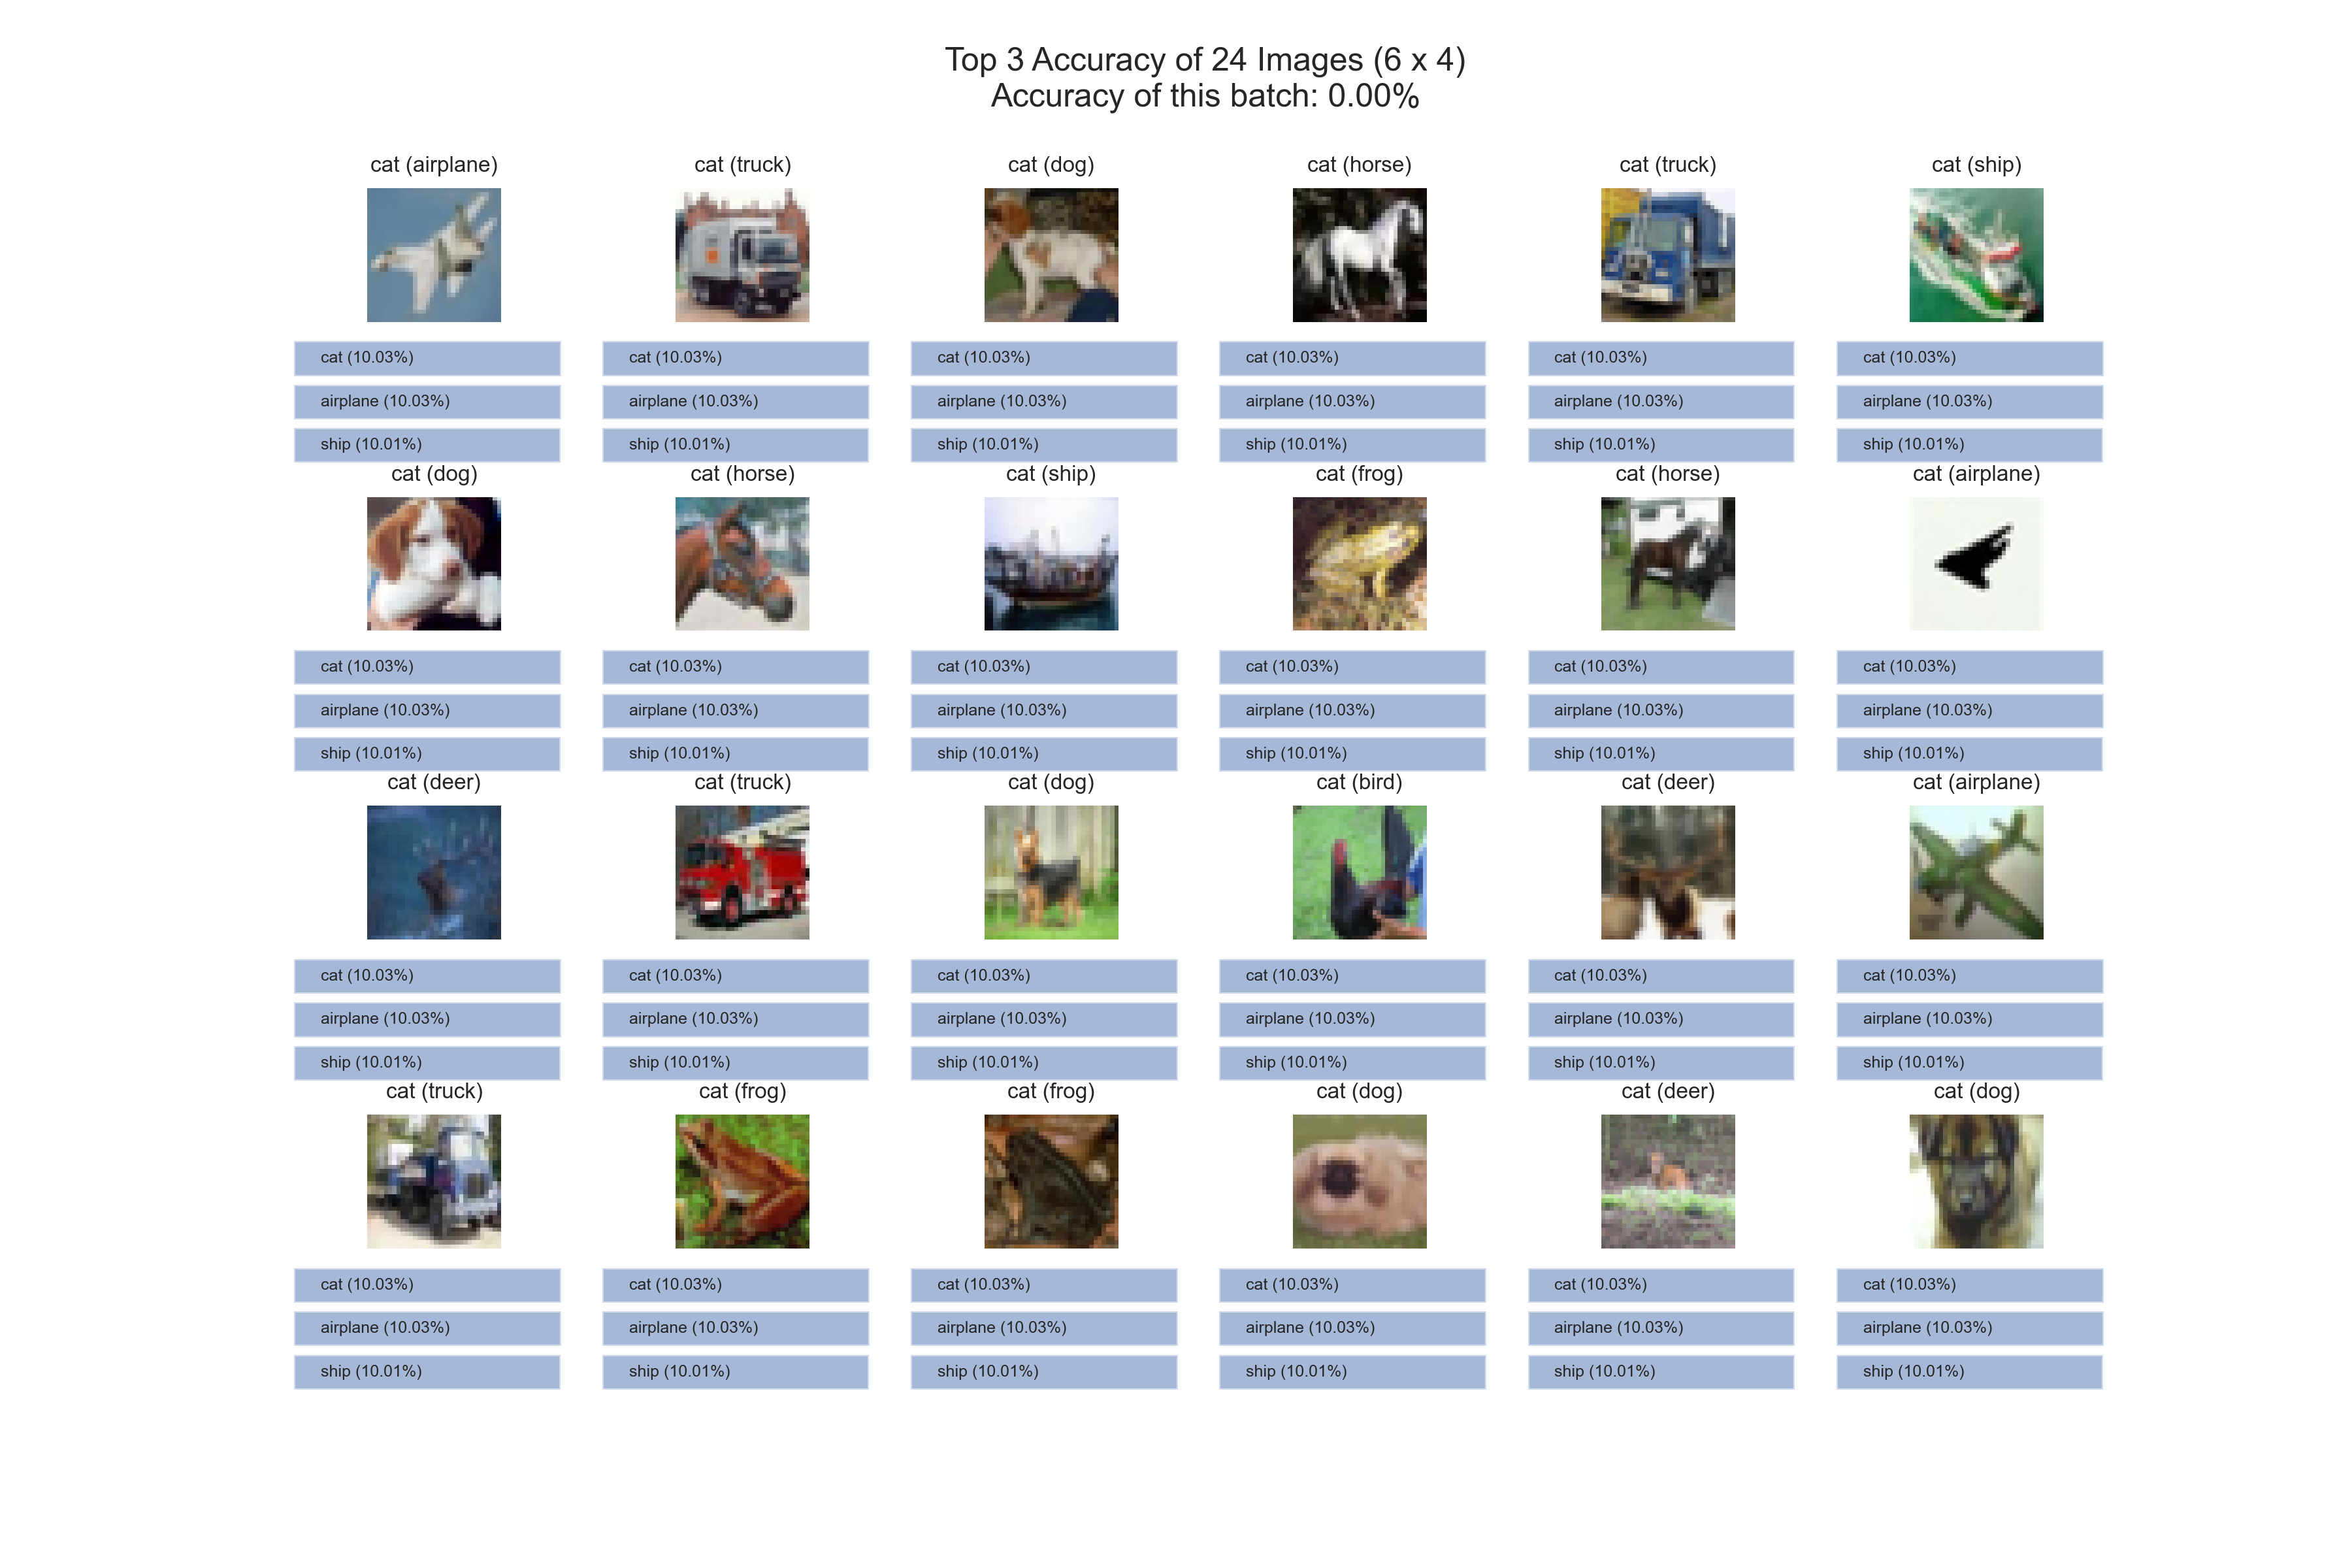 Top 3 Accuracy of 24 Images (6 x 4)
Accuracy of this batch: 0.00%
cat (airplane) cat (truck) cat (dog) cat (horse) cat (truck) cat (ship)
cat (10.03%) cat (10.03%) cat (10.03%) cat (10.03%) cat (10.03%) cat (10.03%)
airplane (10.03%) airplane (10.03%) airplane (10.03%) airplane (10.03%) airplane (10.03%) airplane (10.03%)
ship (10.01%) ship (10.01%) ship (10.01%) ship (10.01%) ship (10.01%) ship (10.01%)
cat (dog) cat (horse) cat (ship) cat (frog) cat (horse) cat (airplane)
cat (10.03%) cat (10.03%) cat (10.03%) cat (10.03%) cat (10.03%) cat (10.03%)
airplane (10.03%) airplane (10.03%) airplane (10.03%) airplane (10.03%) airplane (10.03%) airplane (10.03%)
ship (10.01%) ship (10.01%) ship (10.01%) ship (10.01%) ship (10.01%) ship (10.01%)
cat (deer) cat (truck) cat (dog) cat (bird) cat (deer) cat (airplane)
cat (10.03%) cat (10.03%) cat (10.03%) cat (10.03%) cat (10.03%) cat (10.03%)
airplane (10.03%) airplane (10.03%) airplane (10.03%) airplane (10.03%) airplane (10.03%) airplane (10.03%)
ship (10.01%) ship (10.01%) ship (10.01%) ship (10.01%) ship (10.01%) ship (10.01%)
cat (truck) cat (frog) cat (frog) cat (dog) cat (deer) cat (dog)
cat (10.03%) cat (10.03%) cat (10.03%) cat (10.03%) cat (10.03%) cat (10.03%)
airplane (10.03%) airplane (10.03%) airplane (10.03%) airplane (10.03%) airplane (10.03%) airplane (10.03%)
ship (10.01%) ship (10.01%) ship (10.01%) ship (10.01%) ship (10.01%) ship (10.01%)